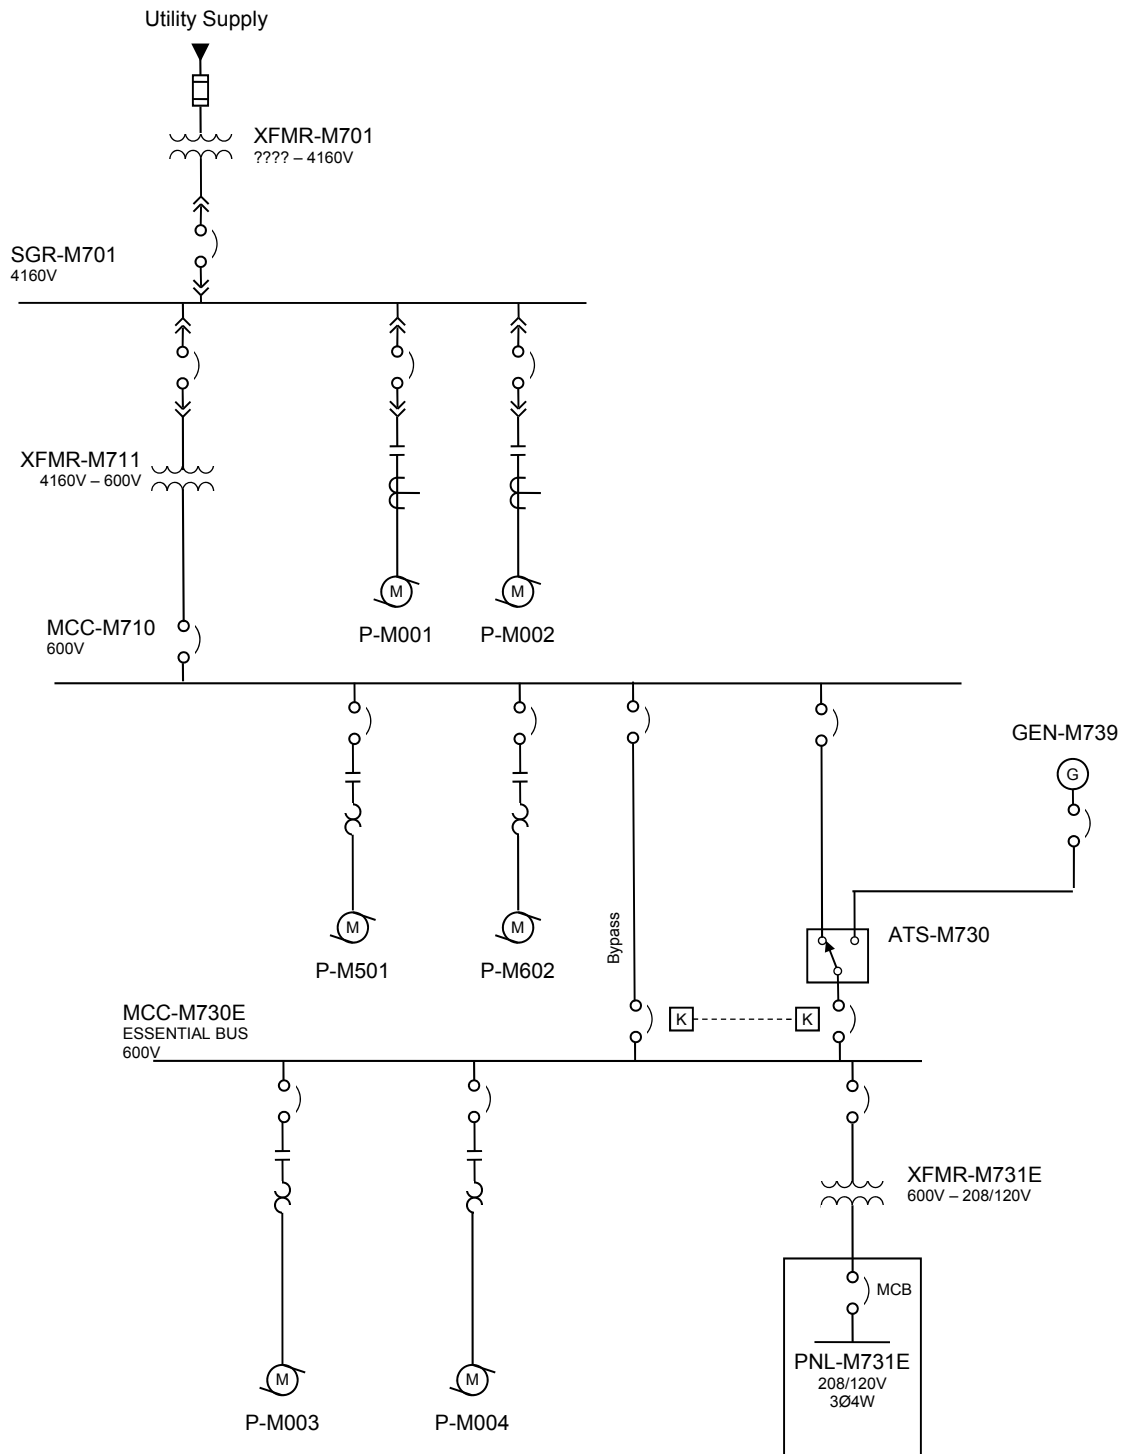 Utility Supply
XFMR-M701
???? – 4160V
SGR-M701
4160V
XFMR-M711
4160V – 600V
M
M
P-M001
P-M002
MCC-M710
600V
GEN-M739
G
M
M
P-M501
P-M602
Bypass
ATS-M730
MCC-M730E
ESSENTIAL BUS
600V
K
K
XFMR-M731E
600V – 208/120V
MCB
PNL-M731E
208/120V
3Ø4W
M
M
P-M003
P-M004